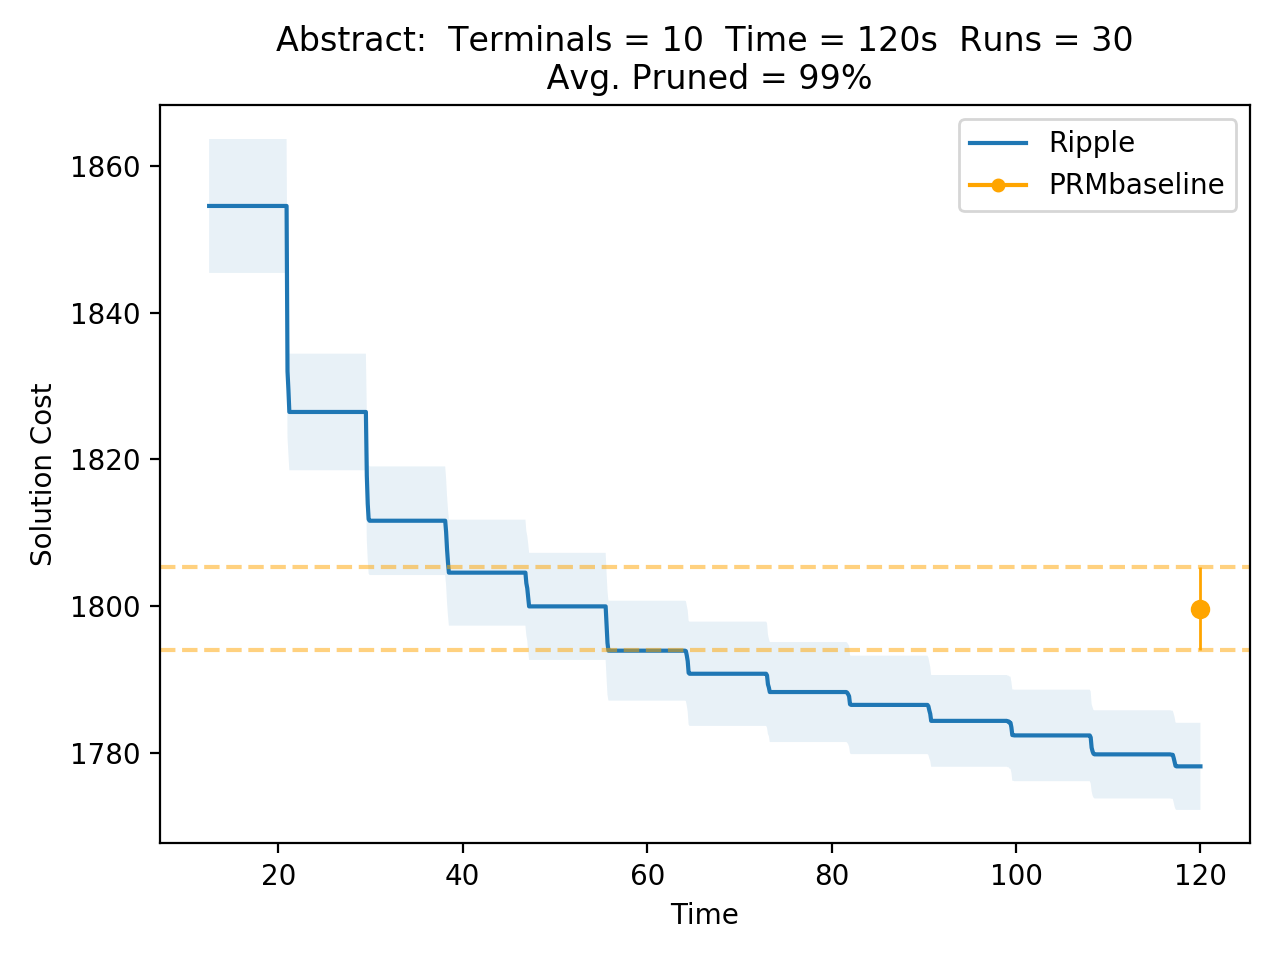 Abstract:  Terminals = 10  Time = 120s  Runs = 30
Avg. Pruned = 99%
Ripple
PRMbaseline
Solution Cost
1860
1840
1820
1800
1780
20
40
60
80
100
120
Time